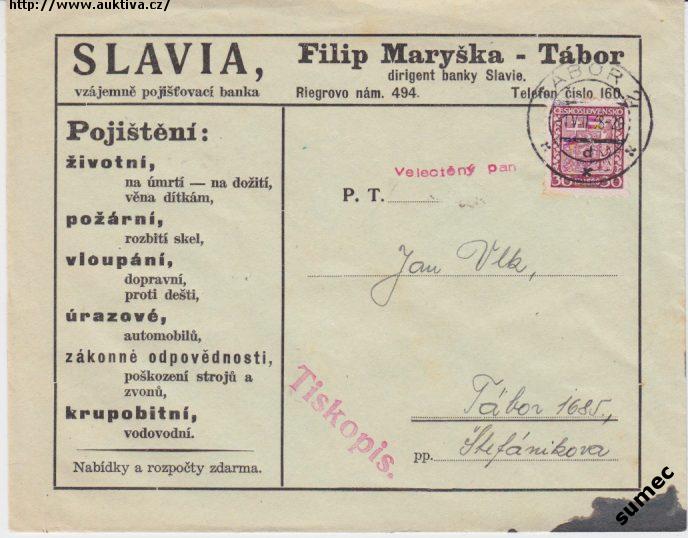 http://www.auktiva.cz/
SLAVIA,
vzájemně pojišťovací banka
Filip Maryška - Tábor
dirigent banky Slavie.
Riegrovo nám. 494.
Telefon číslo 160.
TÁBOR
ČESKOSLOVENSKO
30 30
d
Pojištění:
životní,
na úmrtí — na dožití,
věna dítkám,
požární,
rozbití skel,
vloupání,
dopravní,
proti dešti,
úrazové,
automobilů,
zákonné odpovědnosti,
poškození strojů a
zvonů,
krupobitní,
vodovodní.
Nabídky a rozpočty zdarma.
Velectěný pan
P. T.
Jan Vlk,
Tiskopis.
Tábor 1685.,
pp. Štefánikova
sumec